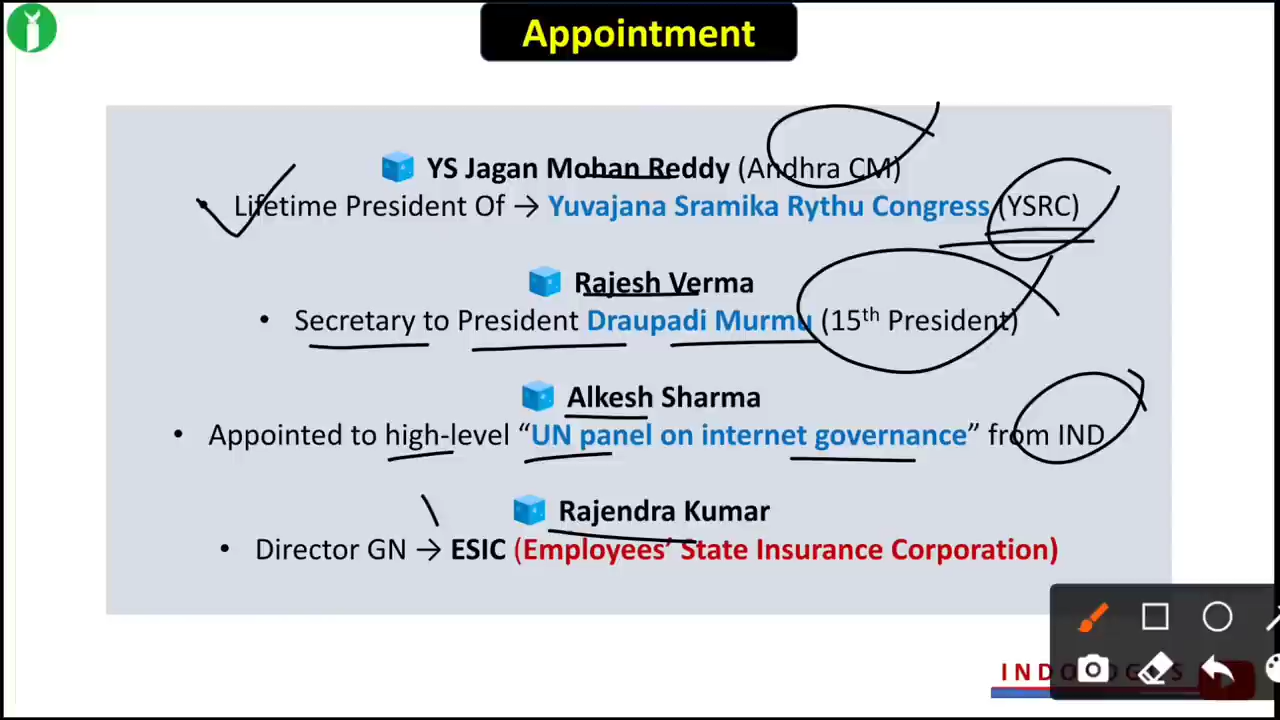 Appointment
YS Jagan Mohan Reddy (Andhra CM)
• Lifetime President Of → Yuvajana Sramika Rythu Congress (YSRC)
Rajesh Verma
• Secretary to President Draupadi Murmu (15th President)
Alkesh Sharma
• Appointed to high-level “UN panel on internet governance” from IND
Rajendra Kumar
• Director GN → ESIC (Employees’ State Insurance Corporation)